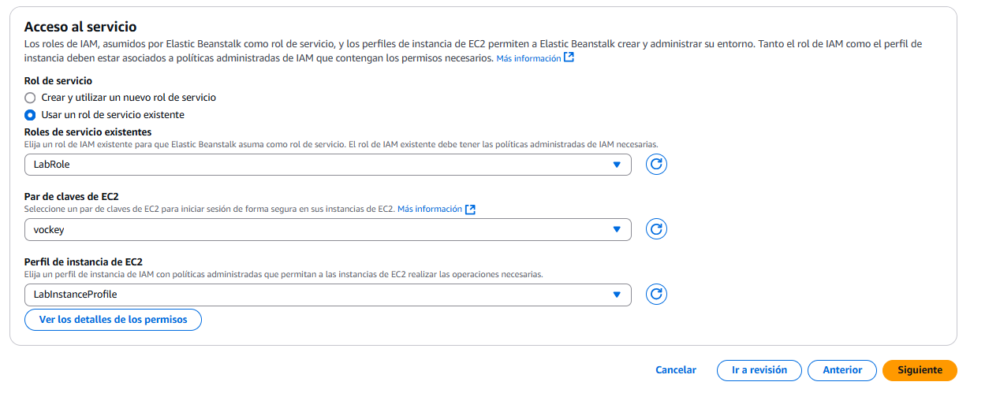 Acceso al servicio
Los roles de IAM, asumidos por Elastic Beanstalk como rol de servicio, y los perfiles de instancia de EC2 permiten a Elastic Beanstalk crear y administrar su entorno. Tanto el rol de IAM como el perfil de
instancia deben estar asociados a políticas administradas de IAM que contengan los permisos necesarios. Más información
Rol de servicio
Crear y utilizar un nuevo rol de servicio
Usar un rol de servicio existente
Roles de servicio existentes
Elija un rol de IAM existente para que Elastic Beanstalk asuma como rol de servicio. El rol de IAM existente debe tener las políticas administradas de IAM necesarias.
LabRole
Par de claves de EC2
Seleccione un par de claves de EC2 para iniciar sesión de forma segura en sus instancias de EC2. Más información
vockey
Perfil de instancia de EC2
Elija un perfil de instancia de IAM con políticas administradas que permitan a las instancias de EC2 realizar las operaciones necesarias.
LabInstanceProfile
Ver los detalles de los permisos
Cancelar Ir a revisión Anterior Siguiente